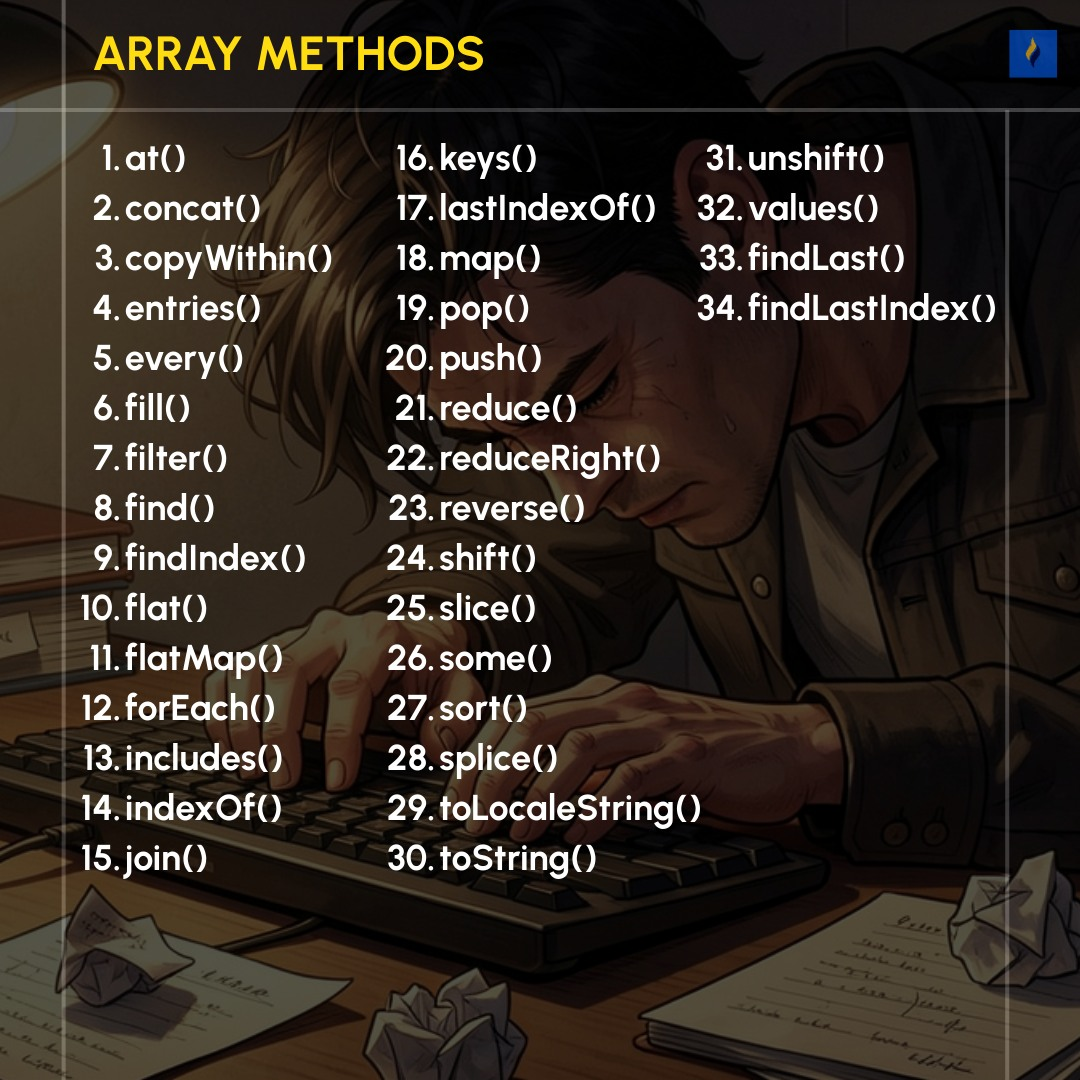 ARRAY METHODS
1. at()
2. concat()
3. copyWithin()
4. entries()
5. every()
6. fill()
7. filter()
8. find()
9. findIndex()
10. flat()
11. flatMap()
12. forEach()
13. includes()
14. indexOf()
15. join()
16. keys()
17. lastIndexOf()
18. map()
19. pop()
20. push()
21. reduce()
22. reduceRight()
23. reverse()
24. shift()
25. slice()
26. some()
27. sort()
28. splice()
29. toLocaleString()
30. toString()
31. unshift()
32. values()
33. findLast()
34. findLastIndex()